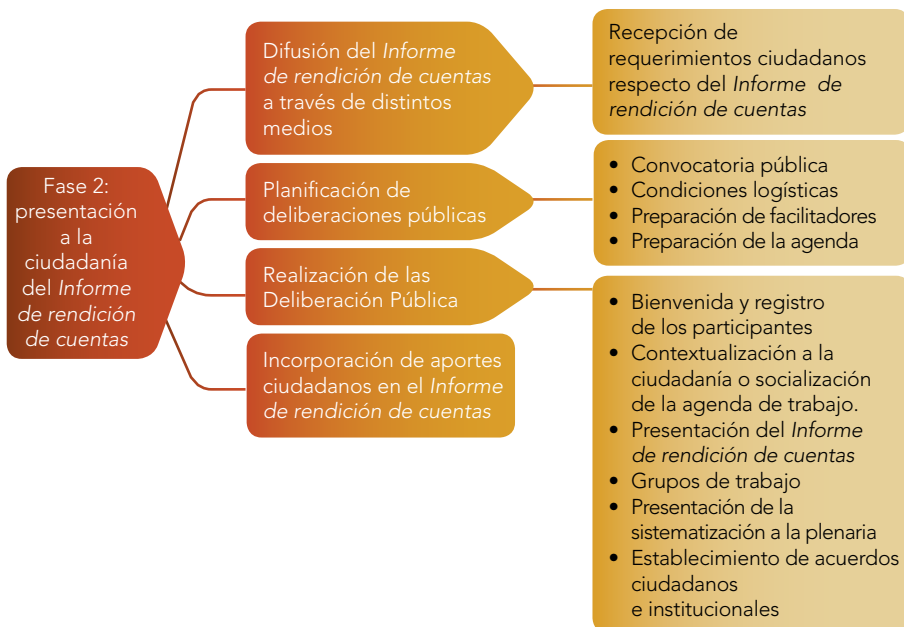 Fase 2:
presentación
a la
ciudadanía
del Informe
de rendición
de cuentas
Difusión del Informe
de rendición de cuentas
a través de distintos
medios
Recepción de
requerimientos ciudadanos
respecto del Informe de
rendición de cuentas
Planificación de
deliberaciones públicas
• Convocatoria pública
• Condiciones logísticas
• Preparación de facilitadores
• Preparación de la agenda
Realización de las
Deliberación Pública
• Bienvenida y registro
de los participantes
• Contextualización a la
ciudadanía o socialización
de la agenda de trabajo.
• Presentación del Informe
de rendición de cuentas
• Grupos de trabajo
• Presentación de la
sistematización a la plenaria
• Establecimiento de acuerdos
ciudadanos
e institucionales
Incorporación de aportes
ciudadanos en el Informe
de rendición de cuentas